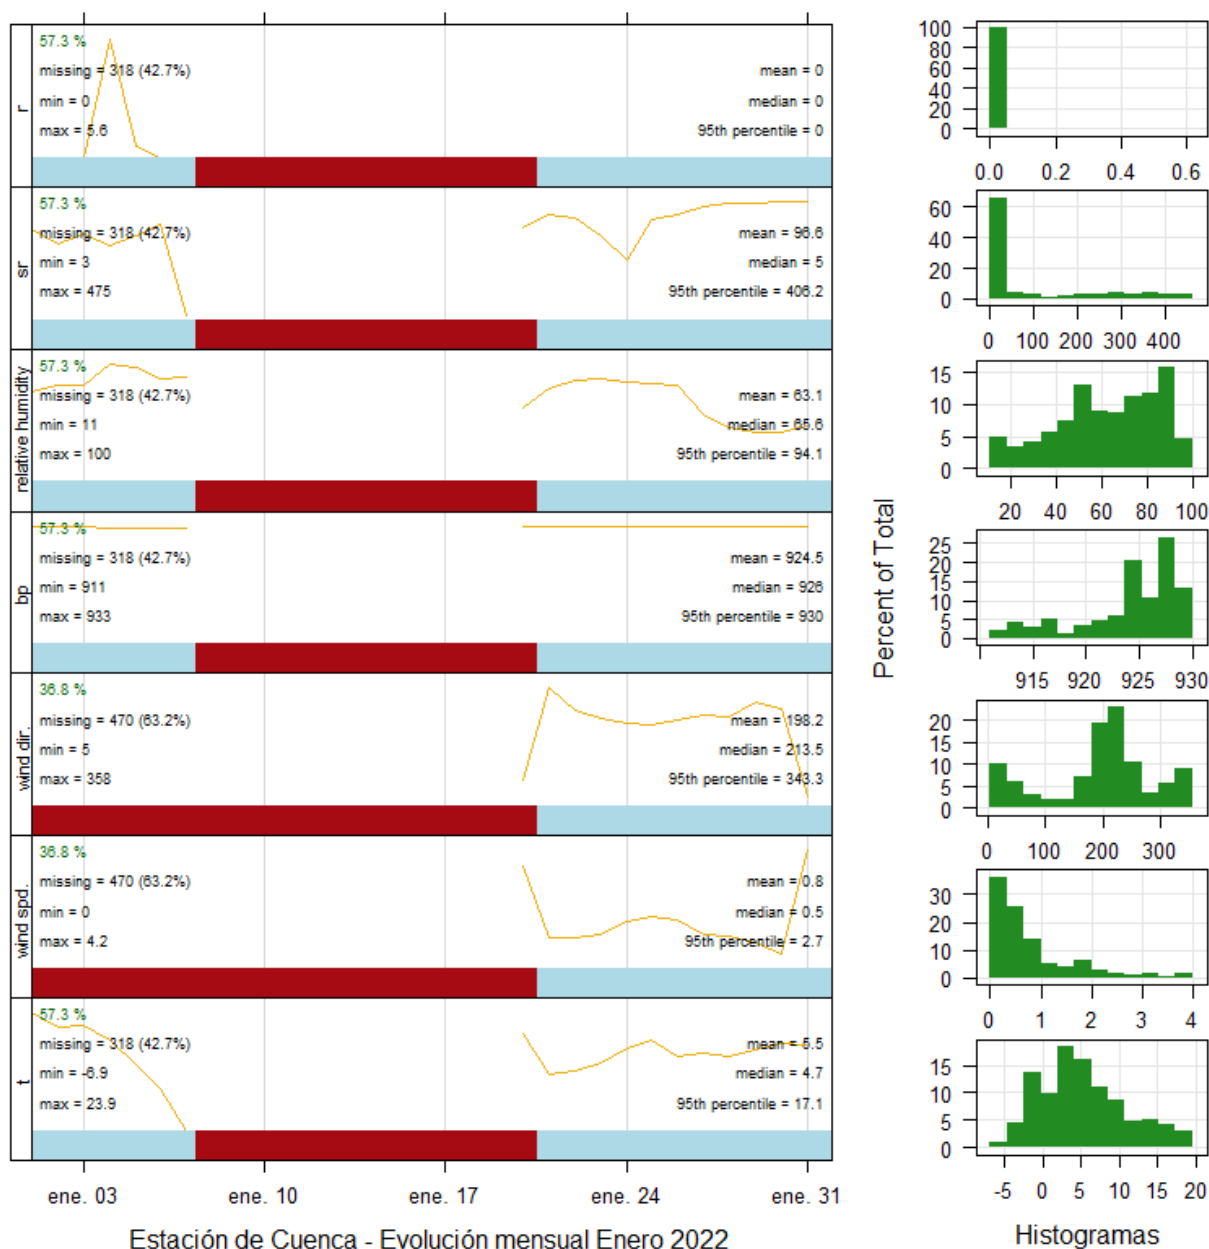 r
57.3 %
missing = 318 (42.7%)
min = 0
max = 5.6
mean = 0
median = 0
95th percentile = 0
sr
57.3 %
missing = 318 (42.7%)
min = 3
max = 475
mean = 96.6
median = 5
95th percentile = 406.2
relative humidity
57.3 %
missing = 318 (42.7%)
min = 11
max = 100
mean = 63.1
median = 65.6
95th percentile = 94.1
bp
57.3 %
missing = 318 (42.7%)
min = 911
max = 933
mean = 924.5
median = 926
95th percentile = 930
wind dir.
36.8 %
missing = 470 (63.2%)
min = 5
max = 358
mean = 198.2
median = 213.5
95th percentile = 343.3
wind spd.
36.8 %
missing = 470 (63.2%)
min = 0
max = 4.2
mean = 0.8
median = 0.5
95th percentile = 2.7
t
57.3 %
missing = 318 (42.7%)
min = -6.9
max = 23.9
mean = 5.5
median = 4.7
95th percentile = 17.1
ene. 03 ene. 10 ene. 17 ene. 24 ene. 31
Estación de Cuenca - Evolución mensual Enero 2022
Percent of Total
100
80
60
40
20
0
0.0 0.2 0.4 0.6
60
40
20
0
0 100 200 300 400
15
10
5
0
20 40 60 80 100
25
20
15
10
5
0
915 920 925 930
20
15
10
5
0
0 100 200 300
30
20
10
0
0 1 2 3 4
15
10
5
0
-5 0 5 10 15 20
Histogramas